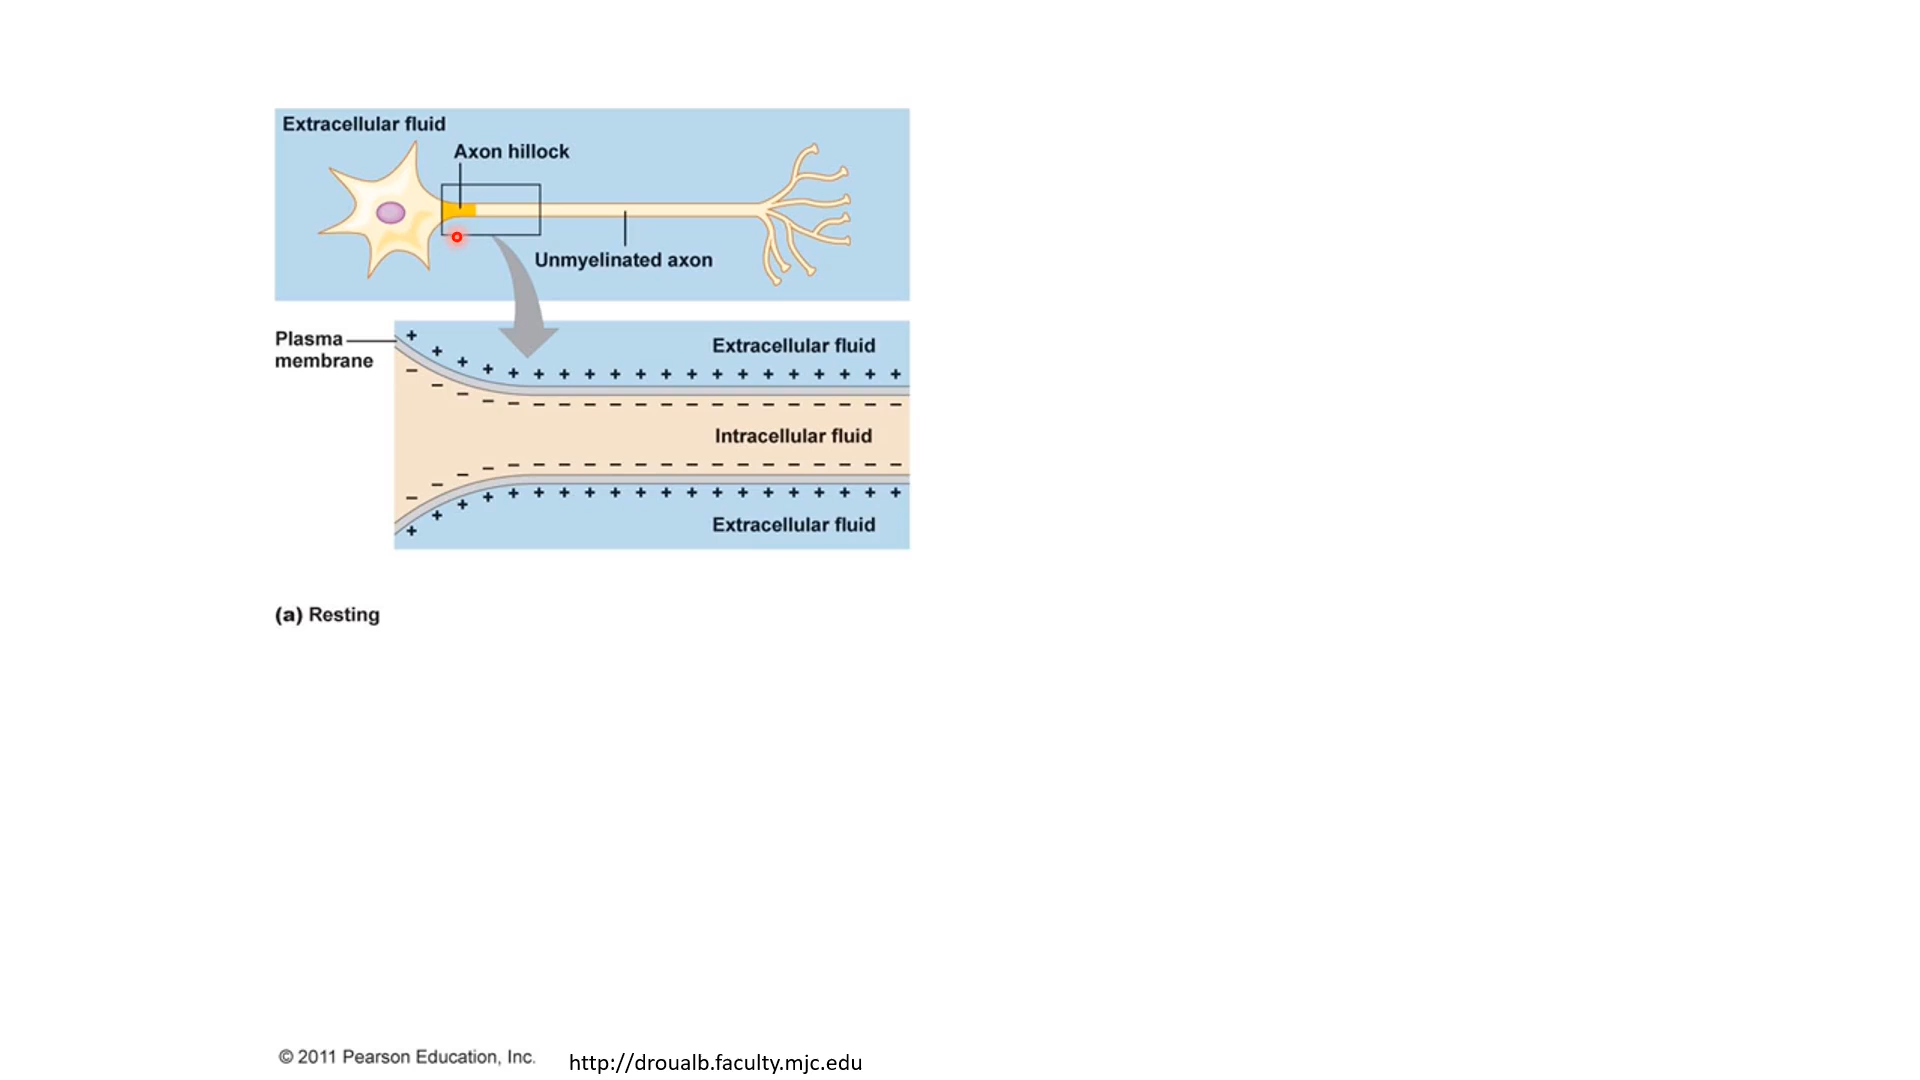 Extracellular fluid
Axon hillock
Unmyelinated axon
Plasma
membrane
Extracellular fluid
Intracellular fluid
Extracellular fluid
(a) Resting
© 2011 Pearson Education, Inc.
http://droualb.faculty.mjc.edu